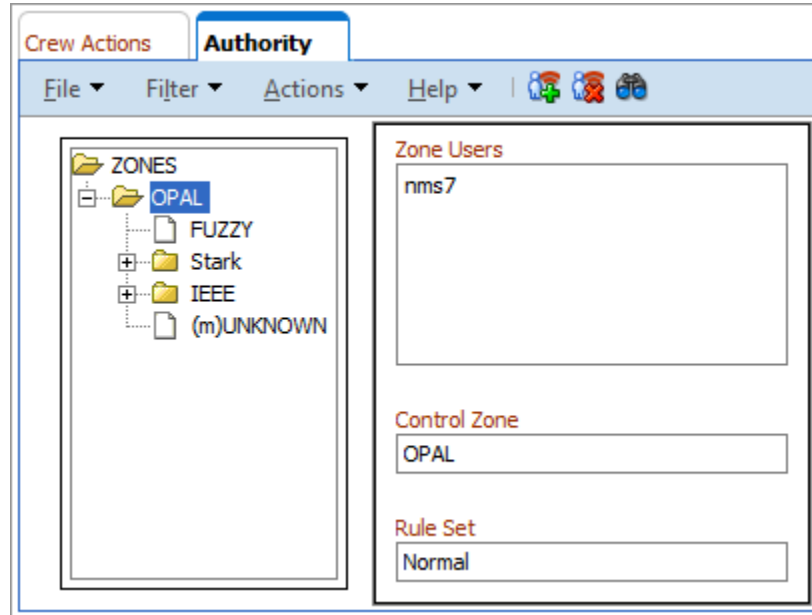 Crew Actions
Authority
File Filter Actions Help
ZONES
OPAL
FUZZY
Stark
IEEE
(m)UNKNOWN
Zone Users
nms7
Control Zone
OPAL
Rule Set
Normal